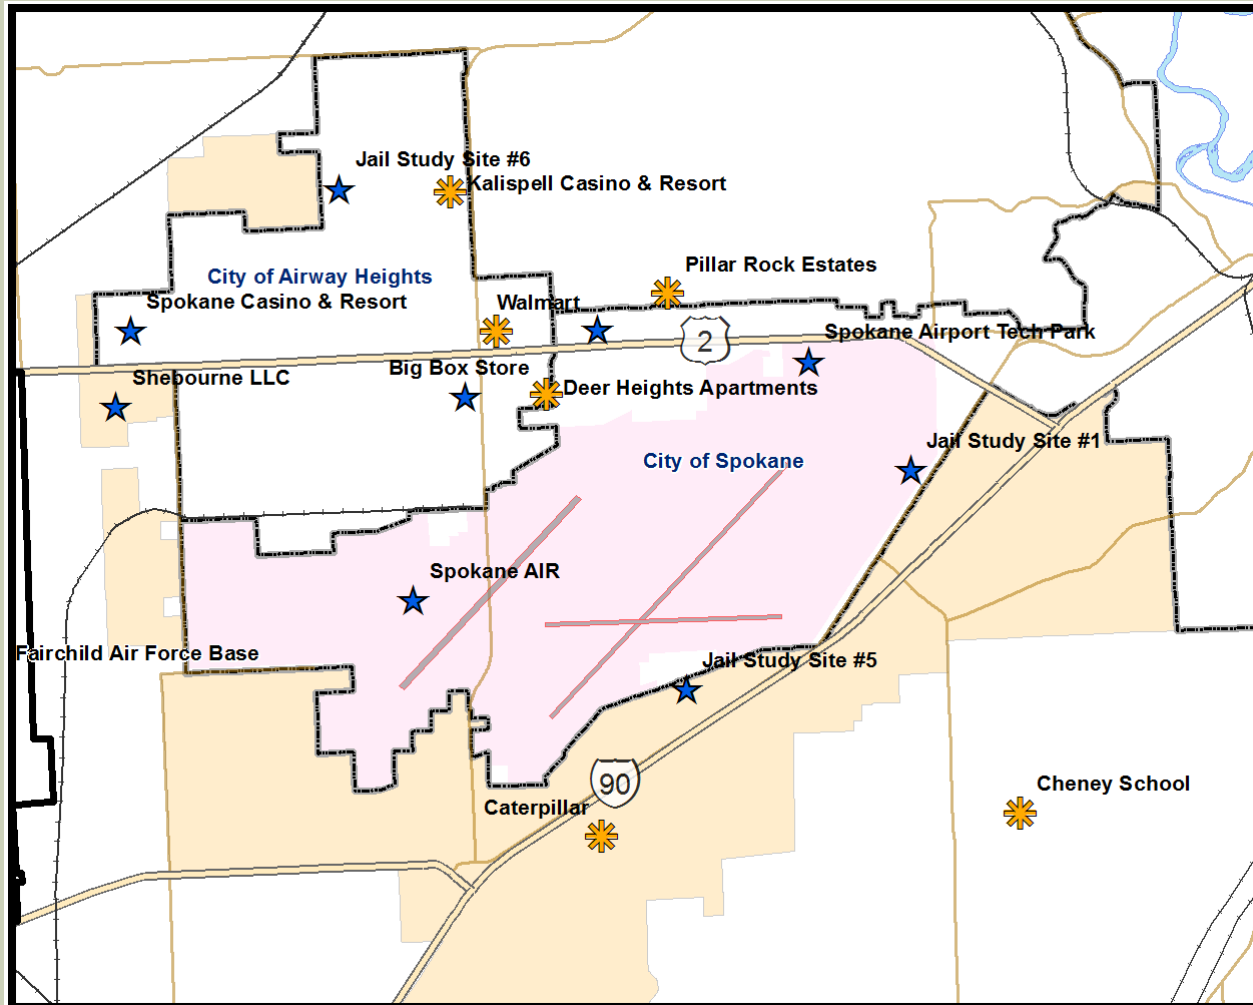 Jail Study Site #6
Kalispell Casino & Resort
Pillar Rock Estates
City of Airway Heights
Spokane Casino & Resort
Walmart
Spokane Airport Tech Park
2
Big Box Store
Shebourne LLC
Deer Heights Apartments
Jail Study Site #1
City of Spokane
Spokane AIR
Fairchild Air Force Base
Jail Study Site #5
90
Cheney School
Caterpillar